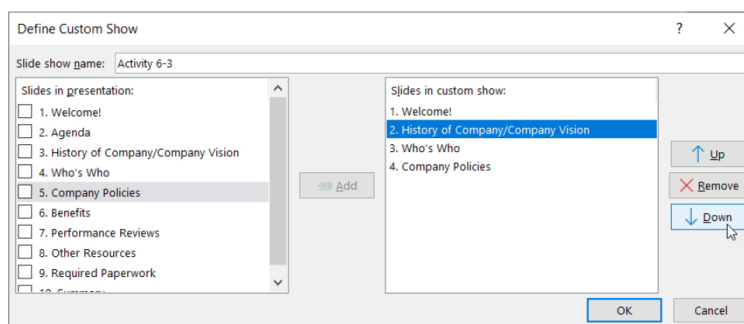 Define Custom Show ? ×
Slide show name: Activity 6-3
Slides in presentation:
1. Welcome!
2. Agenda
3. History of Company/Company Vision
4. Who's Who
5. Company Policies
6. Benefits
7. Performance Reviews
8. Other Resources
9. Required Paperwork
10. Summary
Add
Slides in custom show:
1. Welcome!
2. History of Company/Company Vision
3. Who's Who
4. Company Policies
Up
Remove
Down
OK Cancel